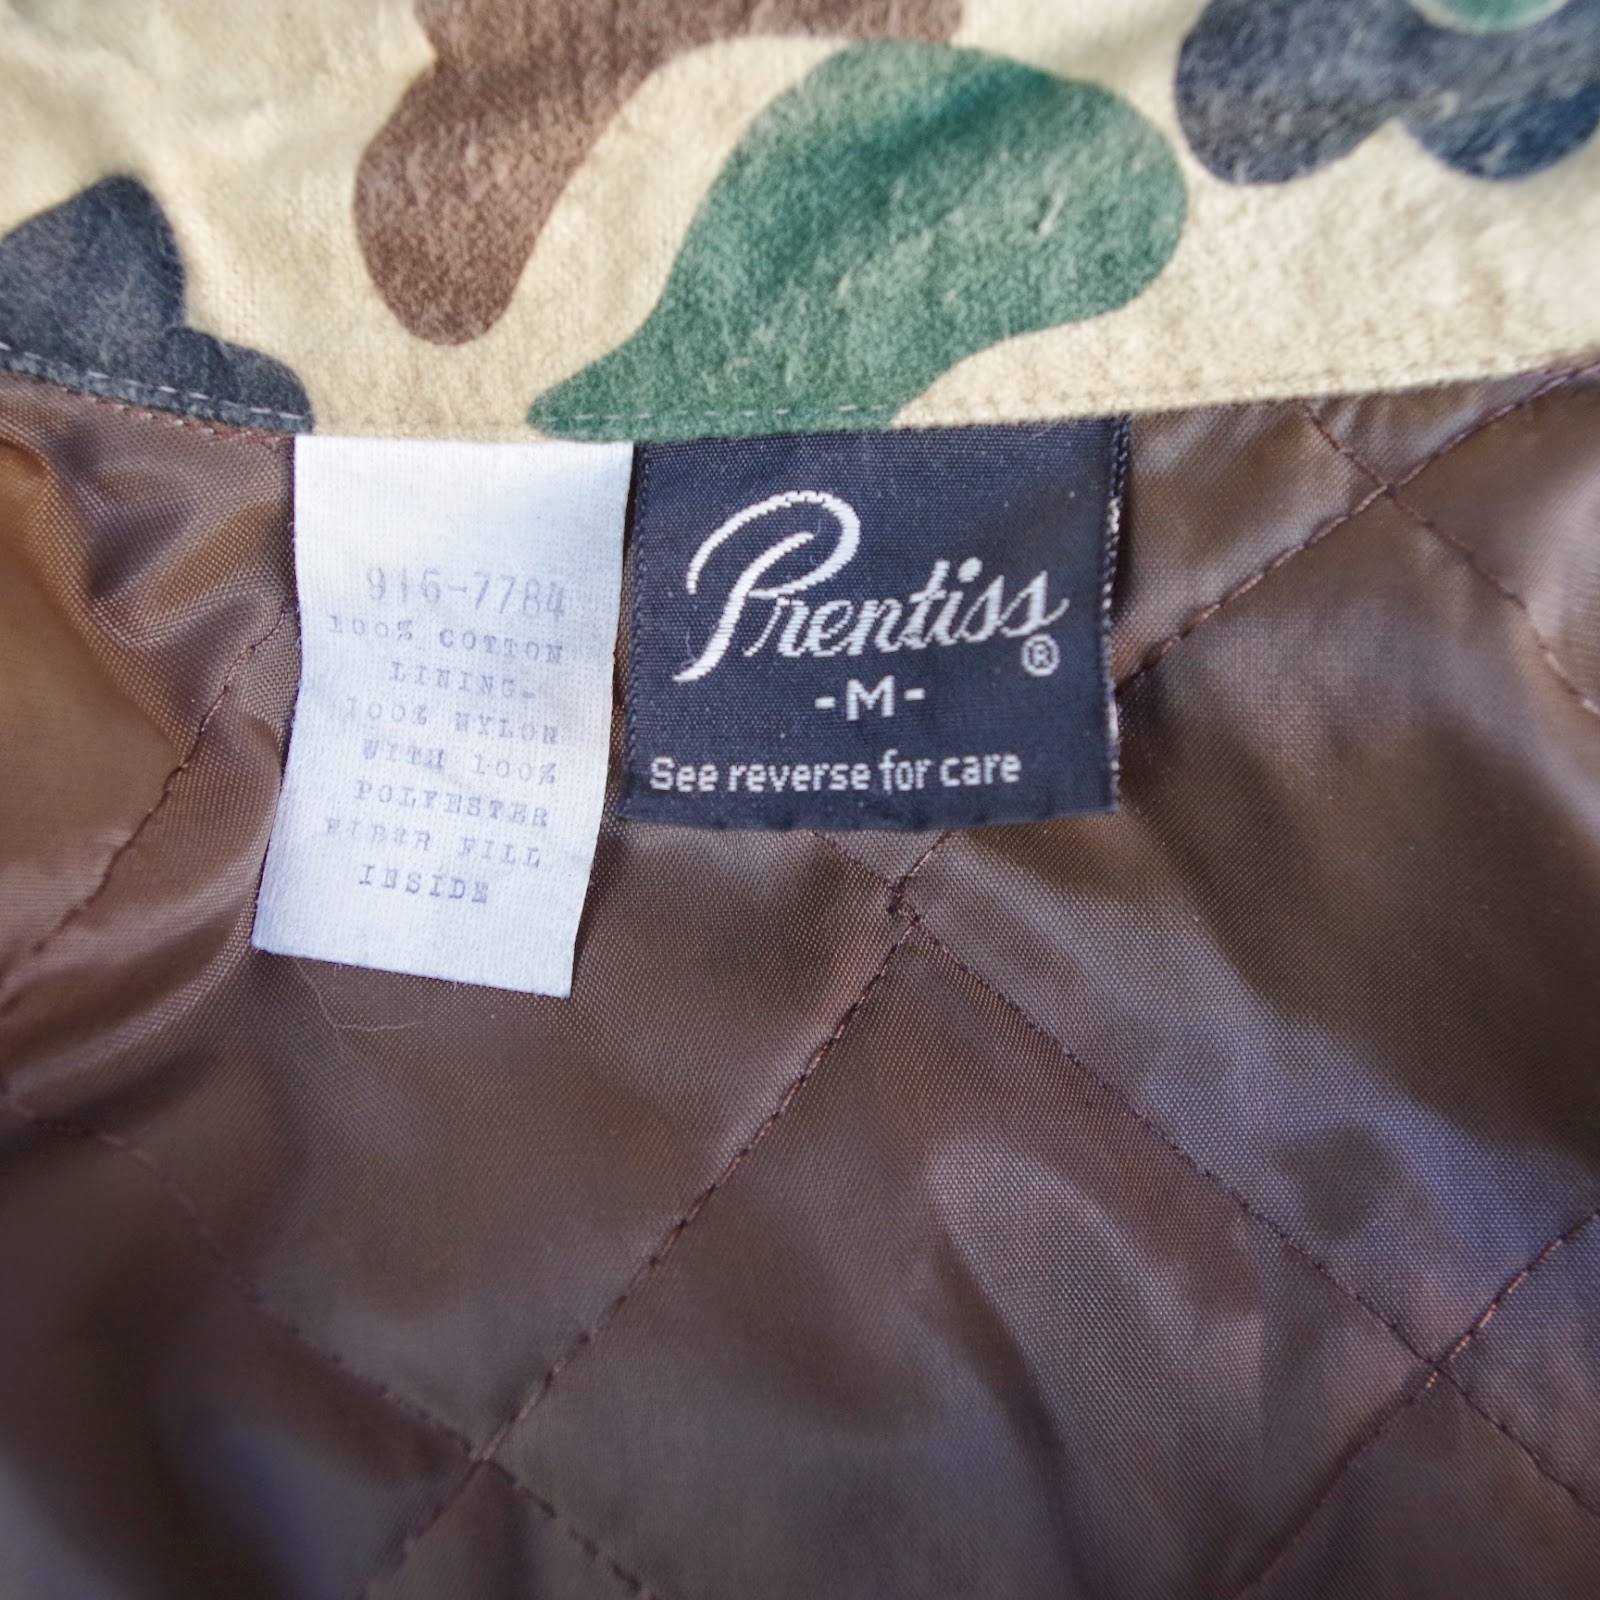 916-7784
100% COTTON
LINING-
100% NYLON
WITH 100%
POLYESTER
FIBER FILL
INSIDE
Prentiss®
-M-
See reverse for care